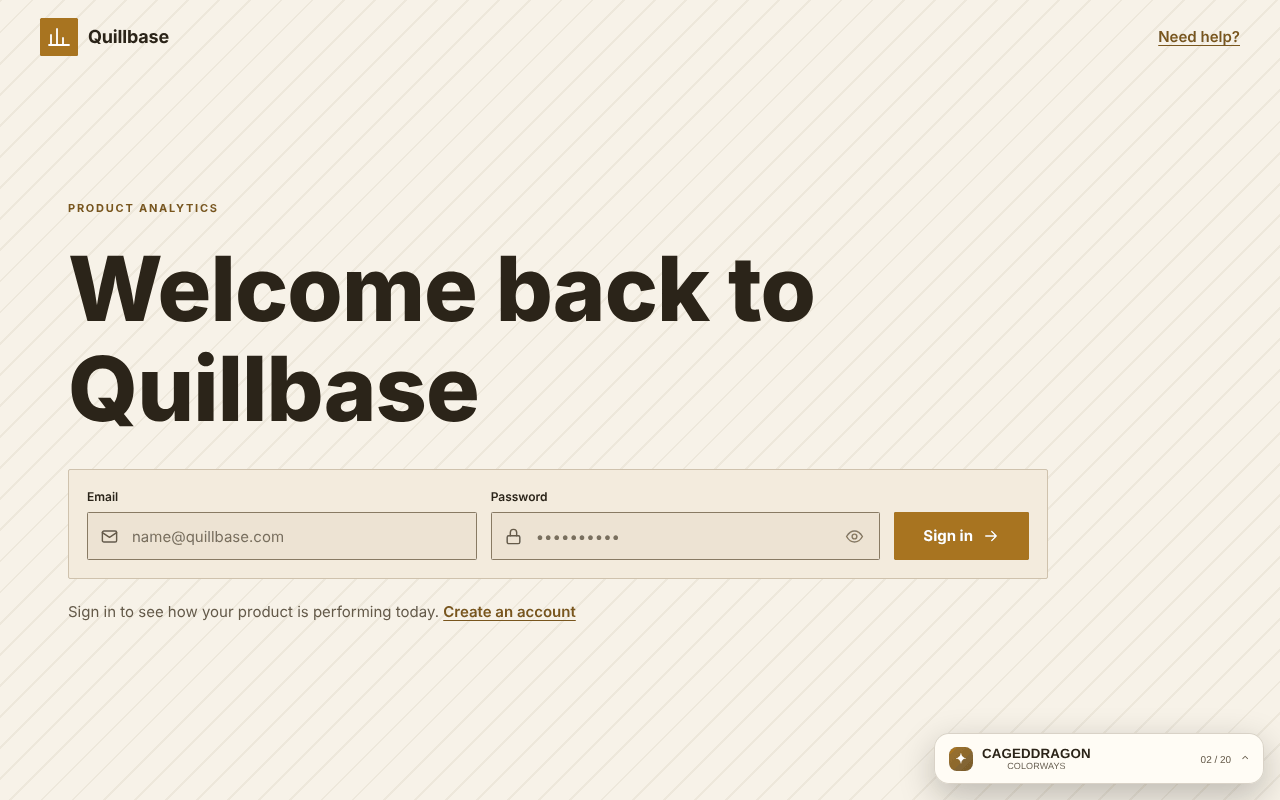 Quillbase
Need help?
PRODUCT ANALYTICS
Welcome back to
Quillbase
Email
Password
name@quillbase.com
••••••••••
Sign in
Sign in to see how your product is performing today. Create an account
CAGEDDRAGON
COLORWAYS
02 / 20